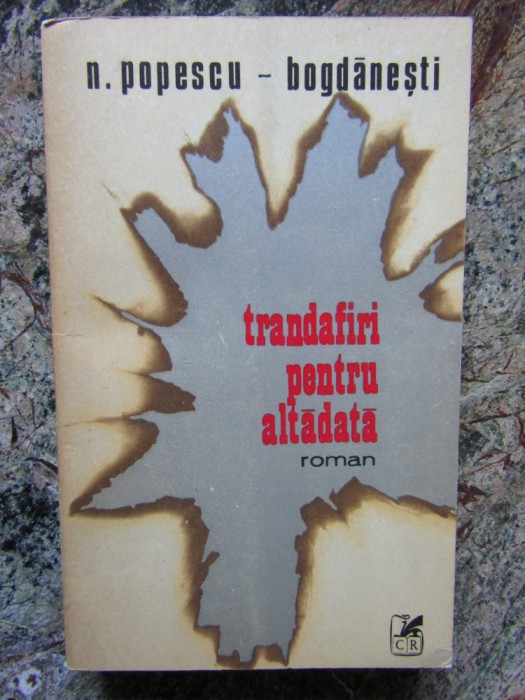 n. popescu - bogdănești
trandafiri
pentru
altădată
roman
CR